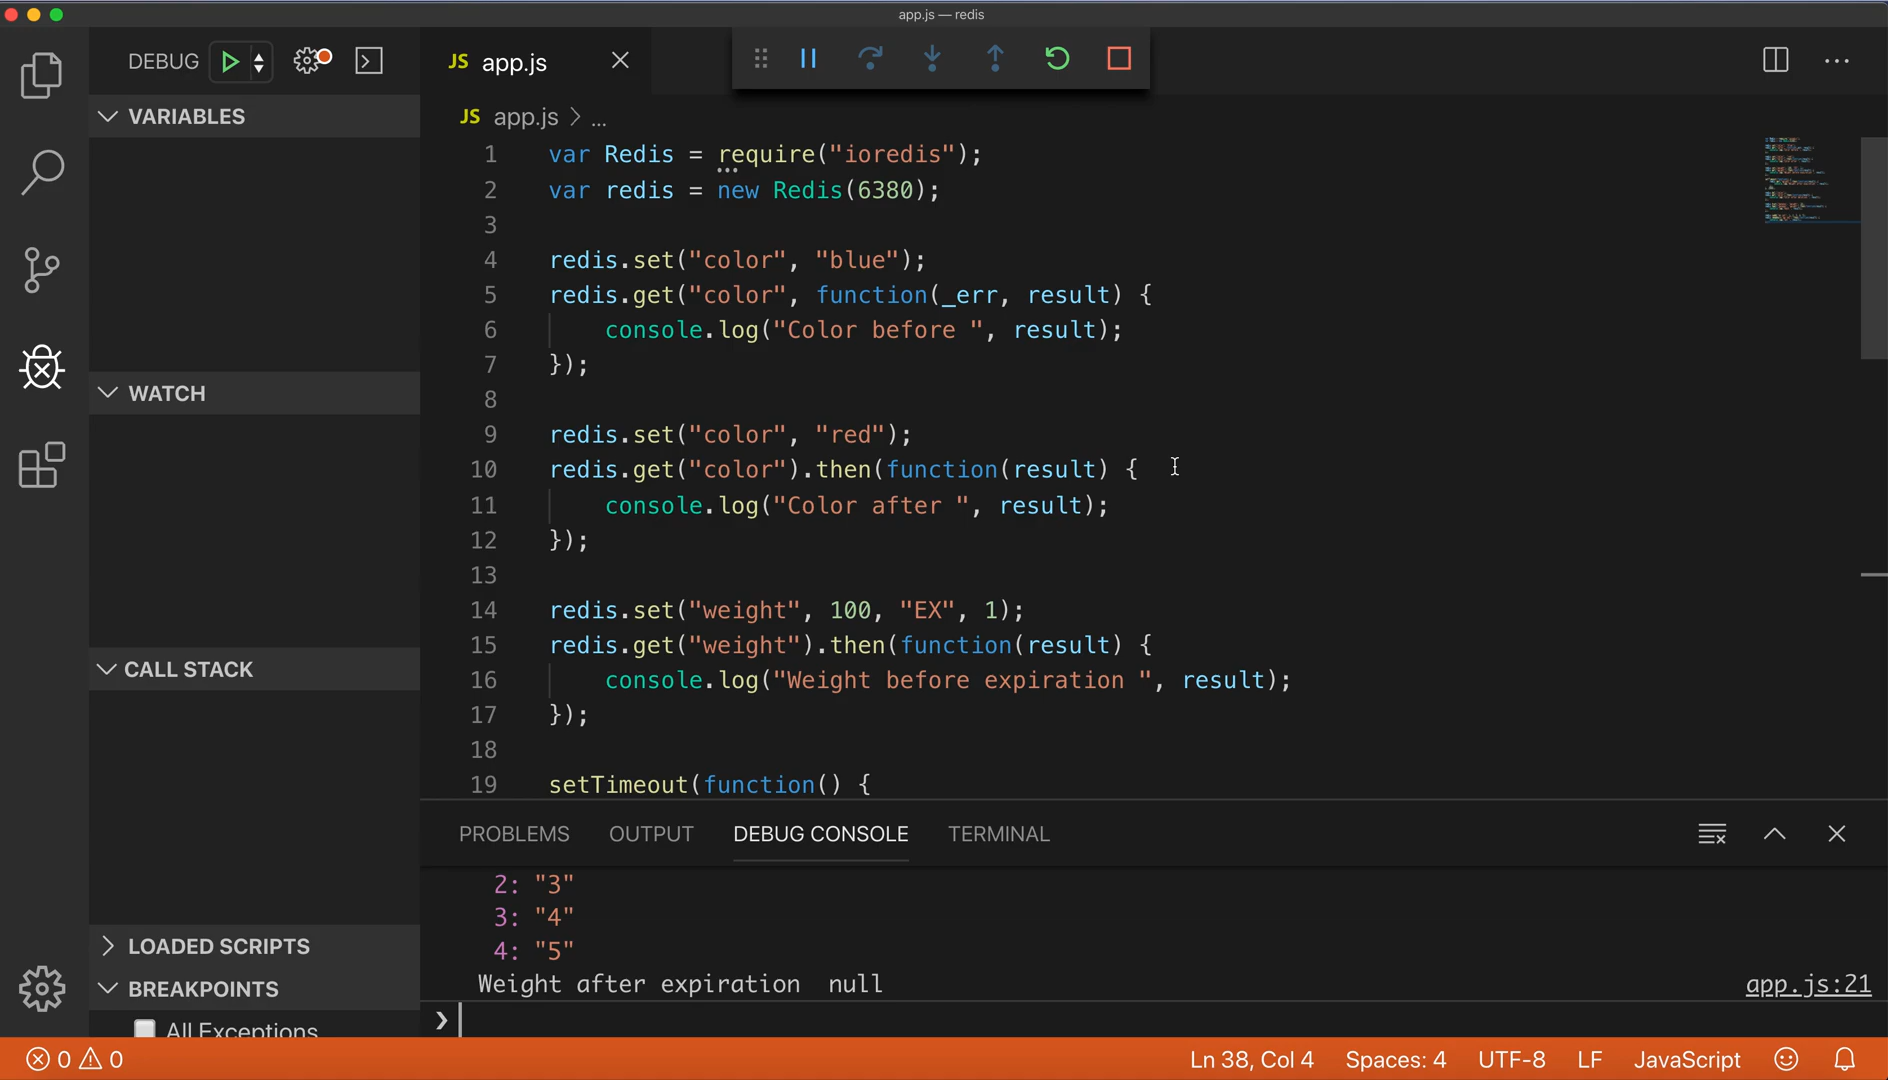 app.js — redis
DEBUG
JS app.js
VARIABLES
JS app.js > ...
1 var Redis = require("ioredis");
2 var redis = new Redis(6380);
3
4 redis.set("color", "blue");
5 redis.get("color", function(_err, result) {
6 console.log("Color before ", result);
7 });
8
9 redis.set("color", "red");
10 redis.get("color").then(function(result) {
11 console.log("Color after ", result);
12 });
13
14 redis.set("weight", 100, "EX", 1);
15 redis.get("weight").then(function(result) {
16 console.log("Weight before expiration ", result);
17 });
18
19 setTimeout(function() {
WATCH
CALL STACK
LOADED SCRIPTS
BREAKPOINTS
All Exceptions
PROBLEMS OUTPUT DEBUG CONSOLE TERMINAL
2: "3"
3: "4"
4: "5"
Weight after expiration null app.js:21
0 0 Ln 38, Col 4 Spaces: 4 UTF-8 LF JavaScript